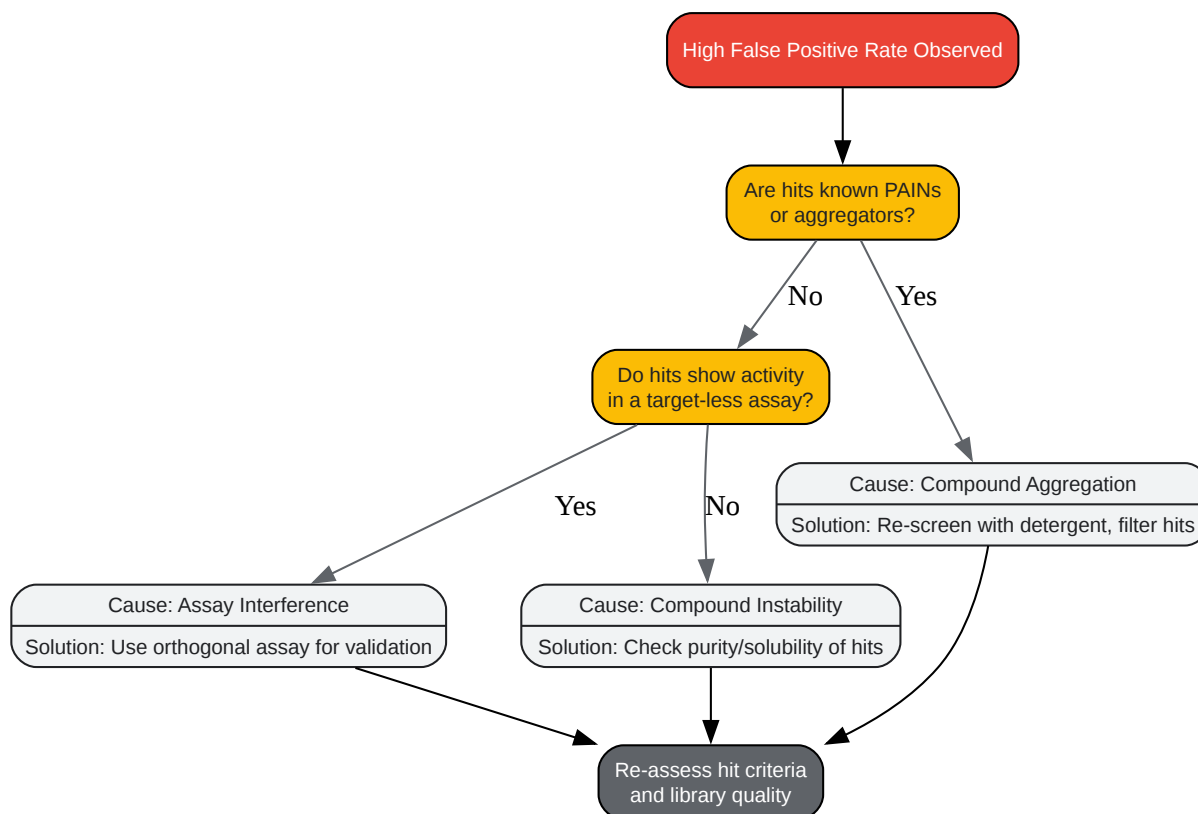 High False Positive Rate Observed
Are hits known PAINs
or aggregators?
No
Yes
Do hits show activity
in a target-less assay?
Cause: Compound Aggregation
Solution: Re-screen with detergent, filter hits
Yes
No
Cause: Assay Interference
Solution: Use orthogonal assay for validation
Cause: Compound Instability
Solution: Check purity/solubility of hits
Re-assess hit criteria
and library quality